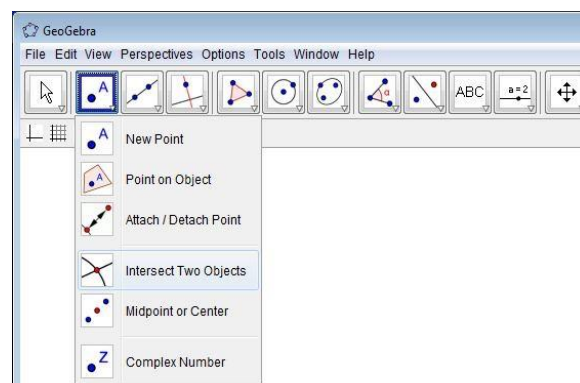 GeoGebra
File Edit View Perspectives Options Tools Window Help
A α ABC a=2
A New Point
A Point on Object
Attach / Detach Point
Intersect Two Objects
Midpoint or Center
Z Complex Number